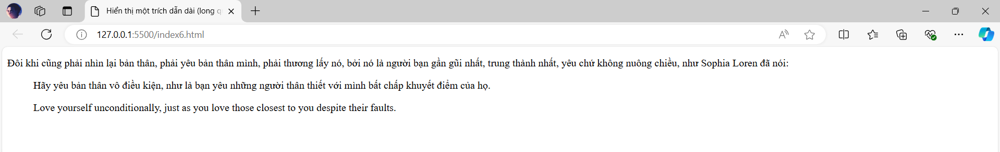 Hiển thị một trích dẫn dài (long q
127.0.0.1:5500/index6.html
Đôi khi cũng phải nhìn lại bản thân, phải yêu bản thân mình, phải thương lấy nó, bởi nó là người bạn gần gũi nhất, trung thành nhất, yêu chứ không nuông chiều, như Sophia Loren đã nói:
Hãy yêu bản thân vô điều kiện, như là bạn yêu những người thân thiết với mình bất chấp khuyết điểm của họ.
Love yourself unconditionally, just as you love those closest to you despite their faults.